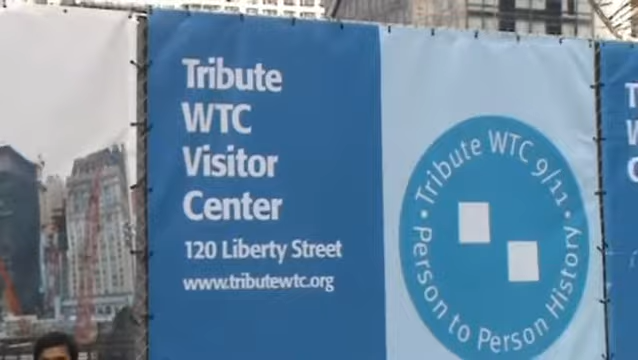 Tribute
WTC
Visitor
Center
120 Liberty Street
www.tributewtc.org
• Tribute WTC 9/11 •
Person to Person History